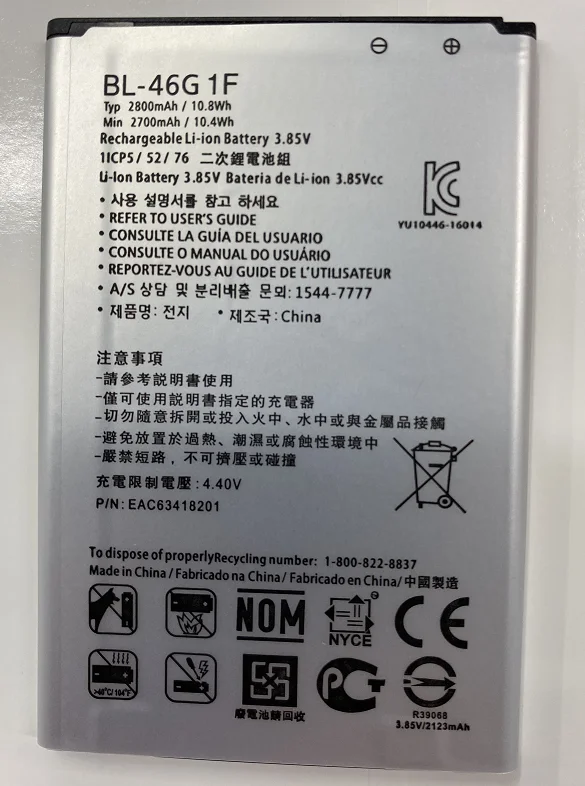 ⊖ ⊕
BL-46G 1F
Typ 2800mAh / 10.8Wh
Min 2700mAh / 10.4Wh
Rechargeable Li-ion Battery 3.85V
1ICP5 / 52 / 76 二次鋰電池組
Li-Ion Battery 3.85V Bateria de Li-ion 3.85Vcc
• 사용 설명서를 참고 하세요
• REFER TO USER'S GUIDE
• CONSULTE LA GUÍA DEL USUARIO
• CONSULTE O MANUAL DO USUÁRIO
• REPORTEZ-VOUS AU GUIDE DE L'UTILISATEUR
• A/S 상담 및 분리배출 문의: 1544-7777
• 제품명: 전지 • 제조국: China
YU10446-16014
注意事項
-請參考説明書使用
-僅可使用説明書指定的充電器
-切勿隨意拆開或投入火中、水中或與金屬品接觸
-避免放置於過熱、潮濕或腐蝕性環境中
-嚴禁短路，不可擠壓或碰撞
充電限制電壓: 4.40V
P/N: EAC63418201
To dispose of properlyRecycling number: 1-800-822-8837
Made in China / Fabricado na China / Fabricado en China/ 中國製造
NOM
NYCE
CE
>40°C/ 104°F
廢電池請回收
R39068
3.85V/2123mAh